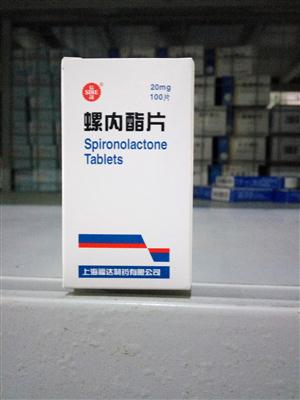 SINE
20mg
100片
螺内酯片
Spironolactone
Tablets
上海福达制药有限公司